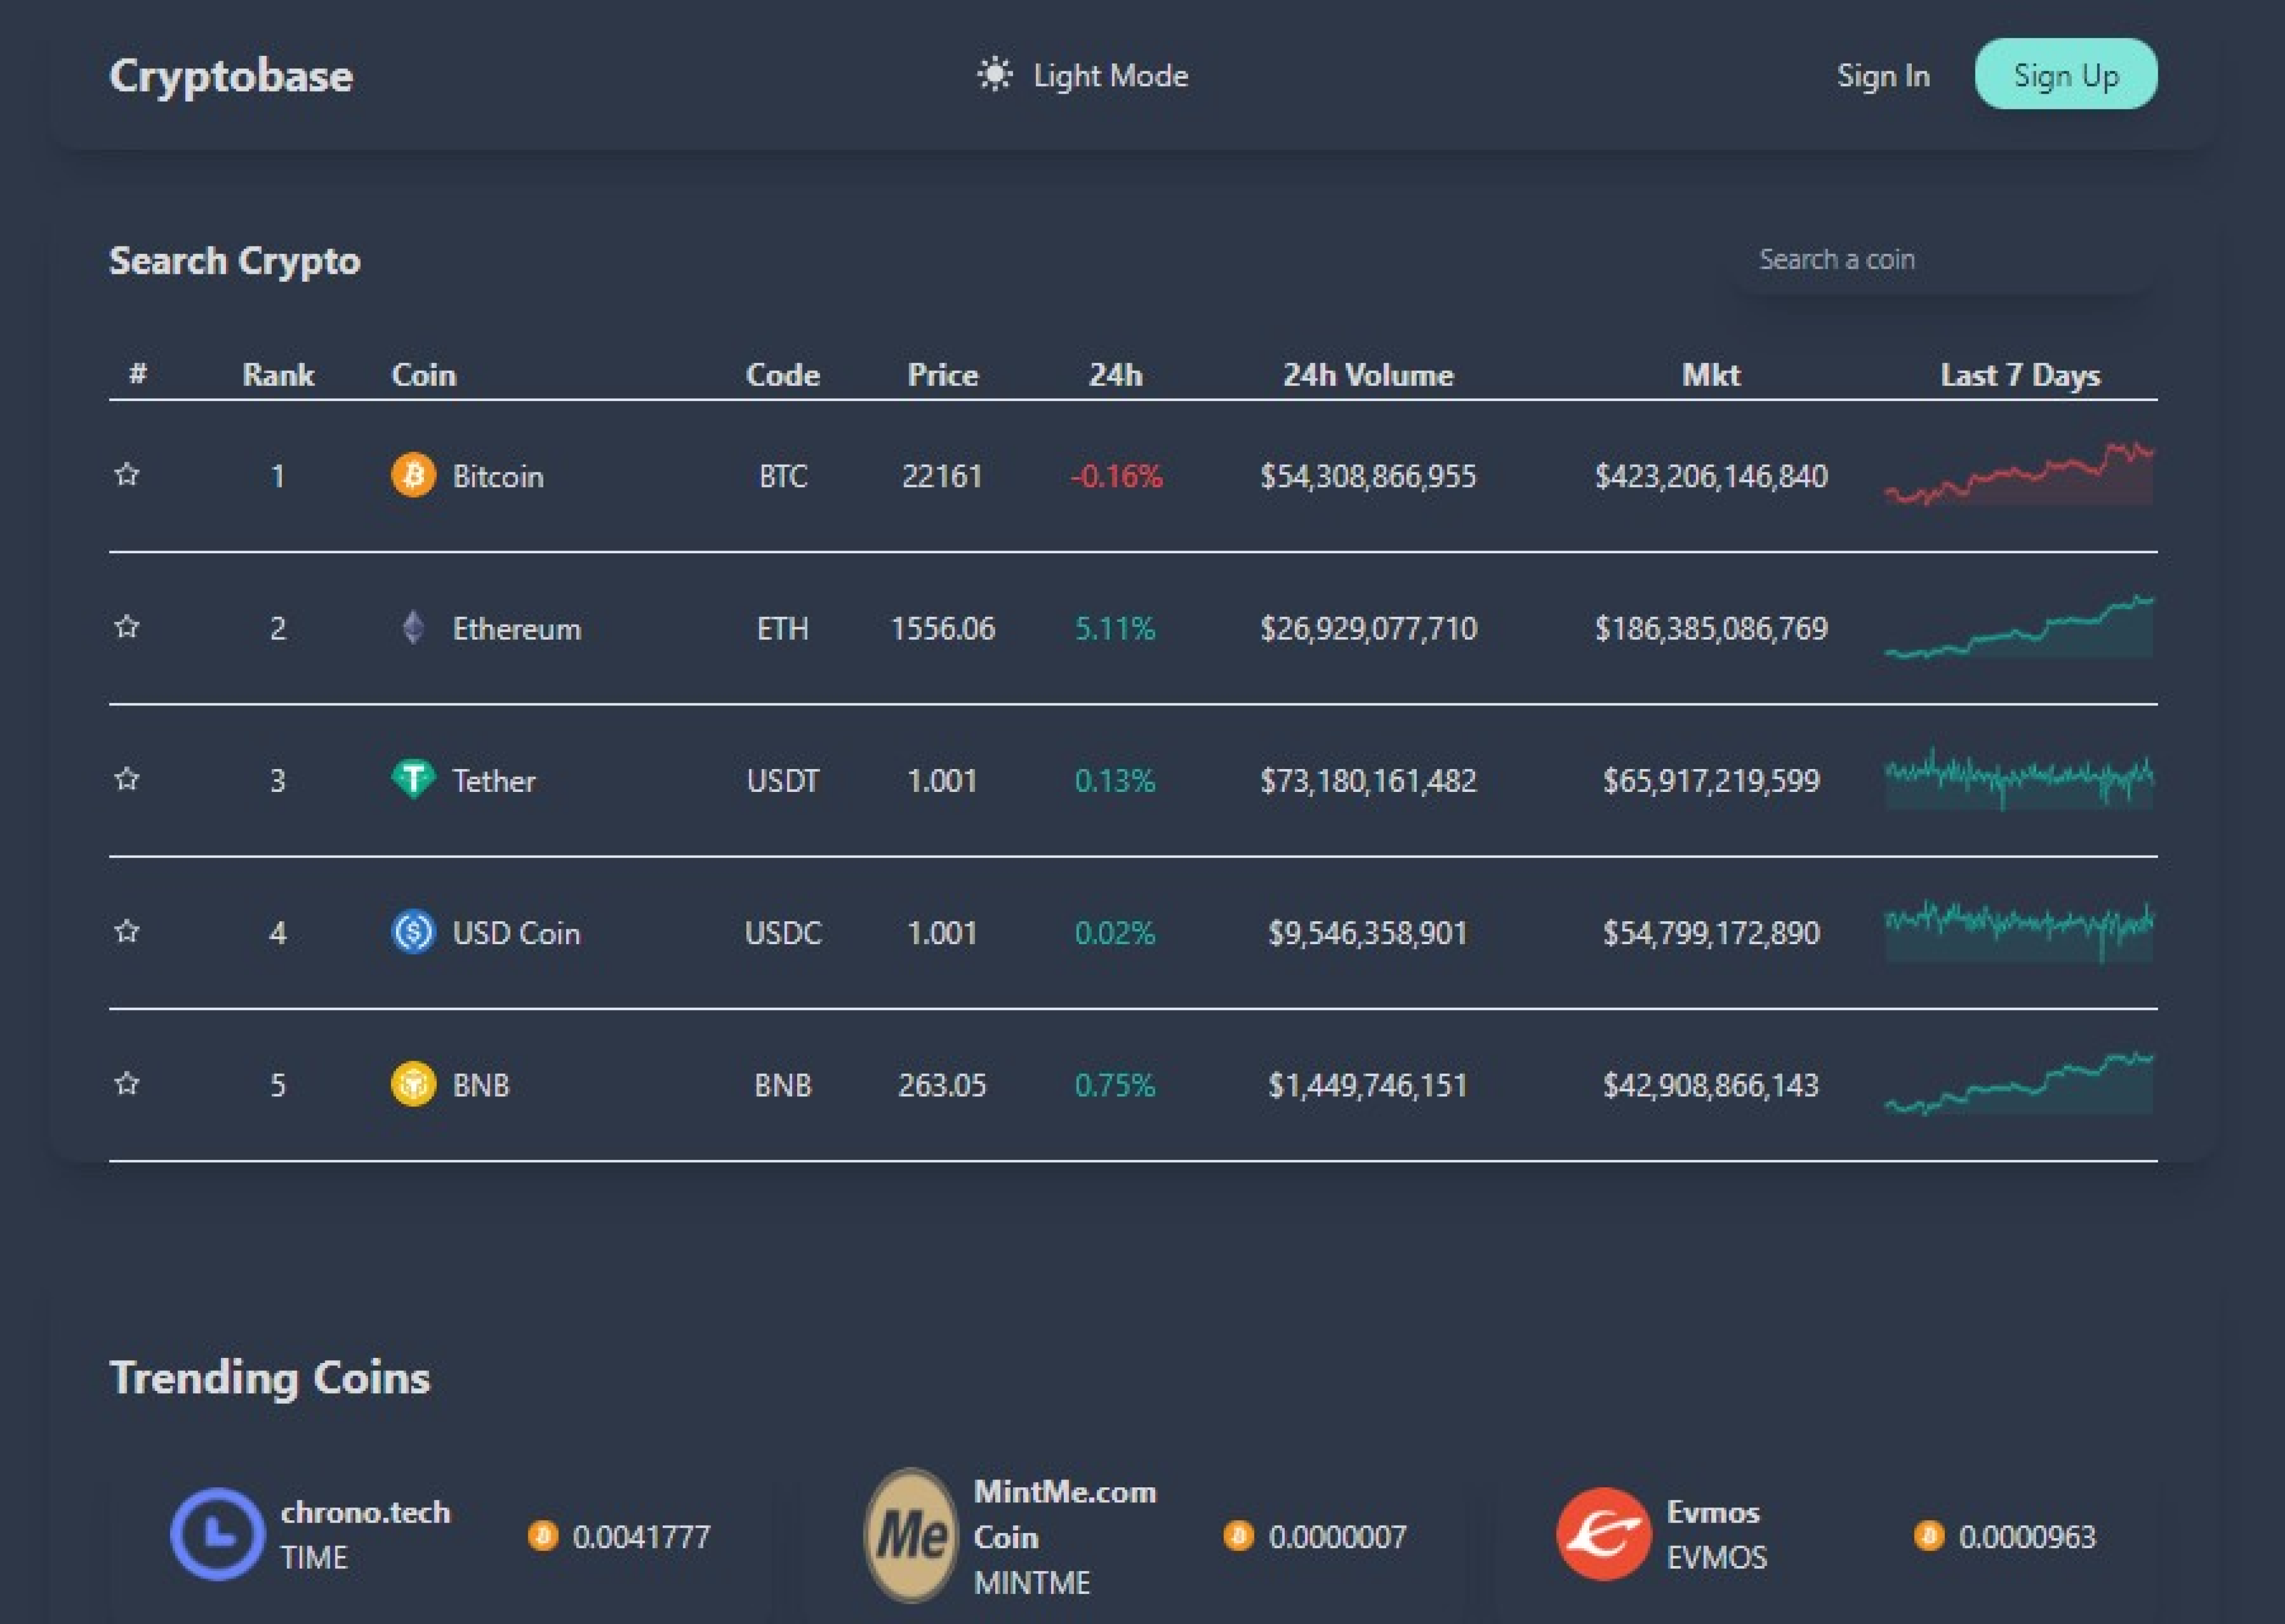 Cryptobase Light Mode Sign In Sign Up
Search Crypto Search a coin
# Rank Coin Code Price 24h 24h Volume Mkt Last 7 Days
1 Bitcoin BTC 22161 -0.16% $54,308,866,955 $423,206,146,840
2 Ethereum ETH 1556.06 5.11% $26,929,077,710 $186,385,086,769
3 Tether USDT 1.001 0.13% $73,180,161,482 $65,917,219,599
4 USD Coin USDC 1.001 0.02% $9,546,358,901 $54,799,172,890
5 BNB BNB 263.05 0.75% $1,449,746,151 $42,908,866,143
Trending Coins
chrono.tech
TIME
0.0041777
Me
MintMe.com
Coin
MINTME
0.0000007
Evmos
EVMOS
0.0000963